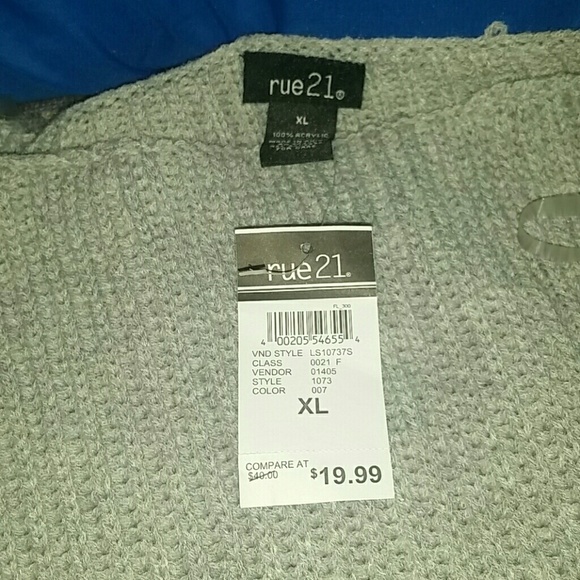 rue21®
XL
100% ACRYLIC
rue21®
FL_300
4 00205 54655 4
VND STYLE LS10737S
CLASS 0021 F
VENDOR 01405
STYLE 1073
COLOR 007
XL
COMPARE AT
$40.00 $19.99